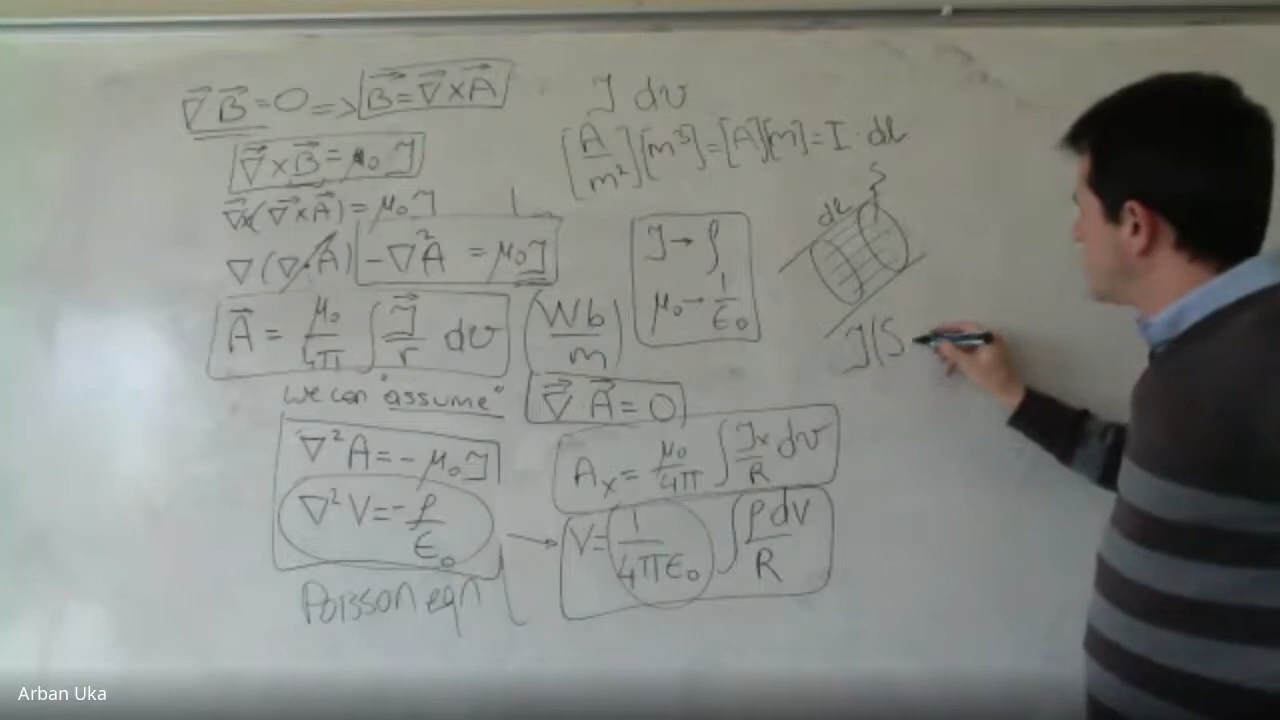 ∇⃗ B⃗ = 0 => B⃗ = ∇⃗ × A⃗
∇⃗ × B⃗ = μ₀ J⃗
∇⃗×(∇⃗×A⃗) = μ₀J
∇(∇·A⃗) -∇²A⃗ = μ₀J
A⃗ = μ₀/4π ∫ J⃗/r dv (Wb/m)
we can "assume" ∇⃗ A⃗ = 0
∇²A = -μ₀J
∇²V = -ρ/ε₀
Poisson eqn
J dv
[A/m²][m³] = [A][m] = I · dl
J → ρ
μ₀ → 1/ε₀
Aₓ = μ₀/4π ∫ Jₓ/R dv
V = 1/4πε₀ ∫ ρdV/R
S
dl
J(S
Arban Uka